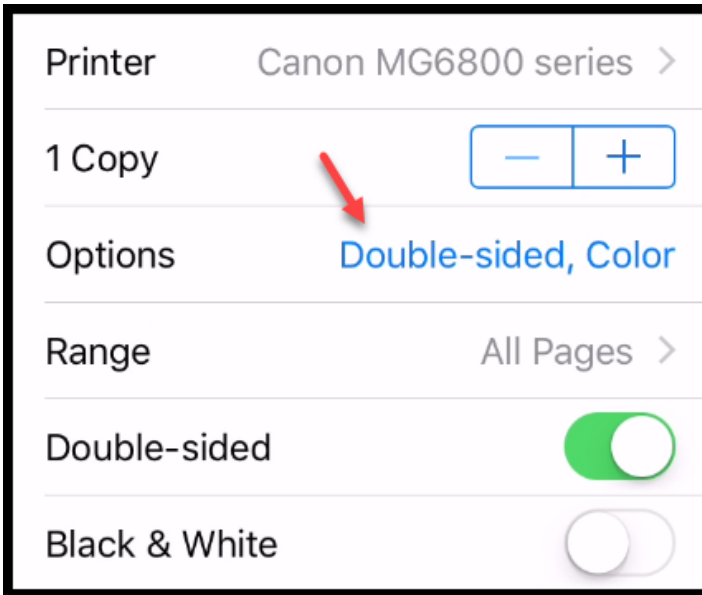 Printer Canon MG6800 series
1 Copy
Options Double-sided, Color
Range All Pages
Double-sided
Black & White